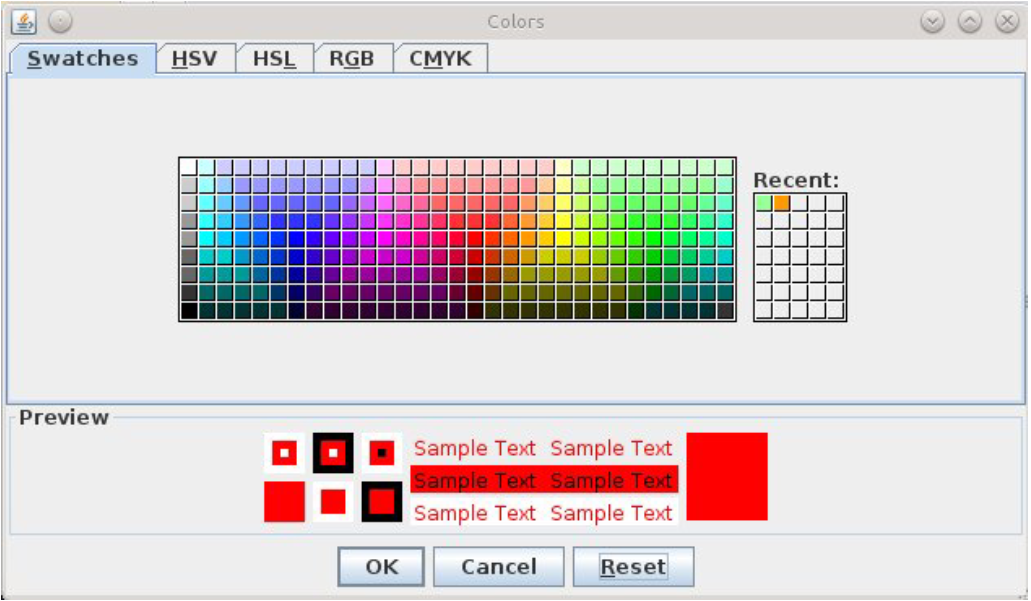 Colors
Swatches HSV HSL RGB CMYK
Recent:
Preview
Sample Text Sample Text
Sample Text Sample Text
Sample Text Sample Text
OK Cancel Reset